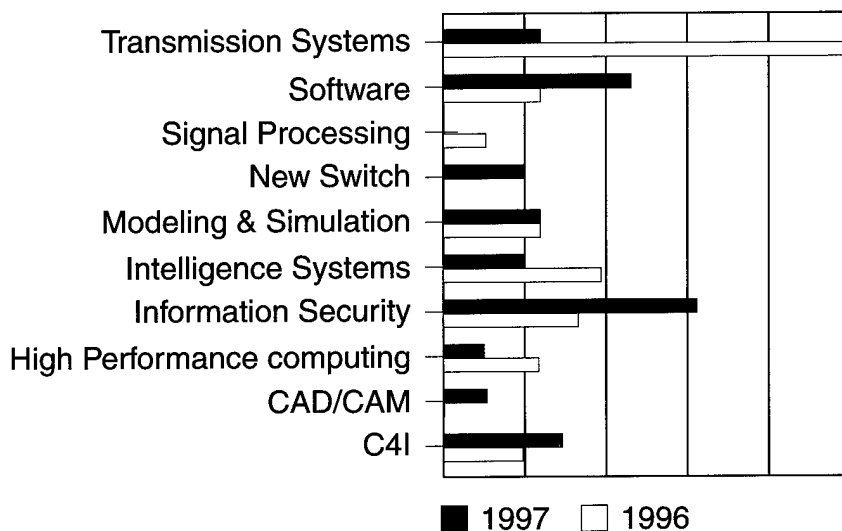 Transmission Systems
Software
Signal Processing
New Switch
Modeling & Simulation
Intelligence Systems
Information Security
High Performance computing
CAD/CAM
C4I
1997 1996